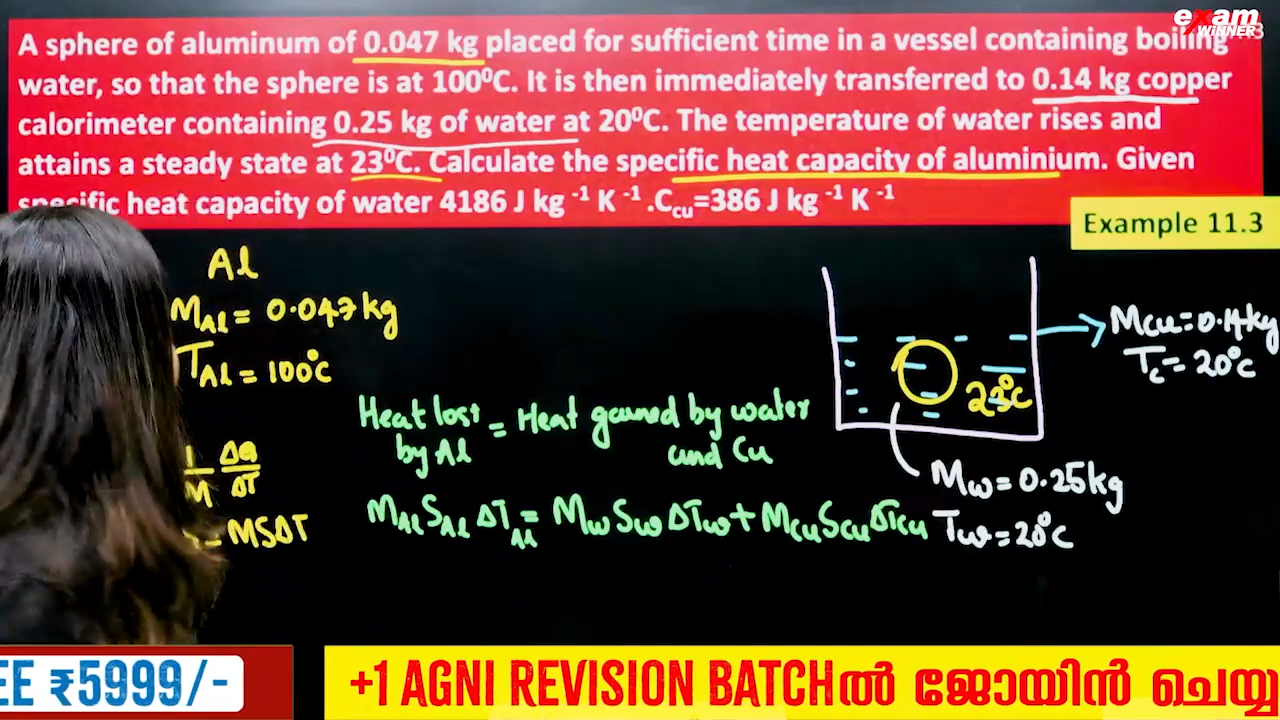 exam
WiNNER
A sphere of aluminum of 0.047 kg placed for sufficient time in a vessel containing boiling
water, so that the sphere is at 100⁰C. It is then immediately transferred to 0.14 kg copper
calorimeter containing 0.25 kg of water at 20⁰C. The temperature of water rises and
attains a steady state at 23⁰C. Calculate the specific heat capacity of aluminium. Given
specific heat capacity of water 4186 J kg ⁻¹ K ⁻¹ .Ccu=386 J kg ⁻¹ K ⁻¹
Example 11.3
Al
MAl = 0.047 kg
TAl = 100°C
1/M ΔQ/ΔT
= MSΔT
Heat lost by Al = Heat gained by water and Cu
MAl SAl ΔTAl = Mw Sw ΔTw + Mcu Scu ΔTcu
23°C
Mcu = 0.14kg
Tc = 20°C
Mw = 0.25kg
Tw = 20°C
EE ₹5999/-
+1 AGNI REVISION BATCHൽ ജോയിൻ ചെയ്യ